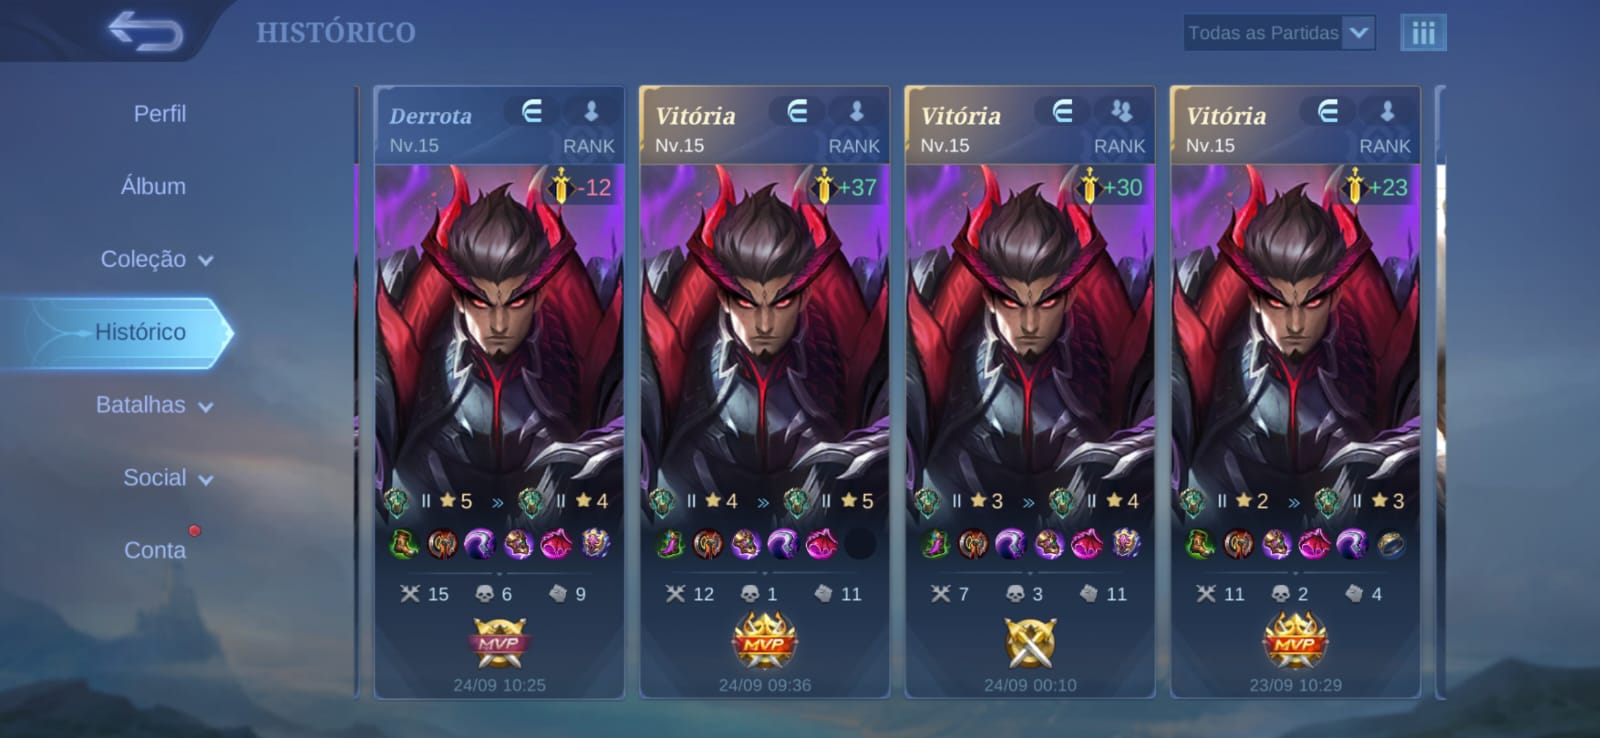 HISTÓRICO
Todas as Partidas
Perfil
Álbum
Coleção
Histórico
Batalhas
Social
Conta
Derrota
Nv.15
RANK
-12
II 5 » II 4
15 6 9
MVP
24/09 10:25
Vitória
Nv.15
RANK
+37
II 4 » II 5
12 1 11
MVP
24/09 09:36
Vitória
Nv.15
RANK
+30
II 3 » II 4
7 3 11
24/09 00:10
Vitória
Nv.15
RANK
+23
II 2 » II 3
11 2 4
MVP
23/09 10:29